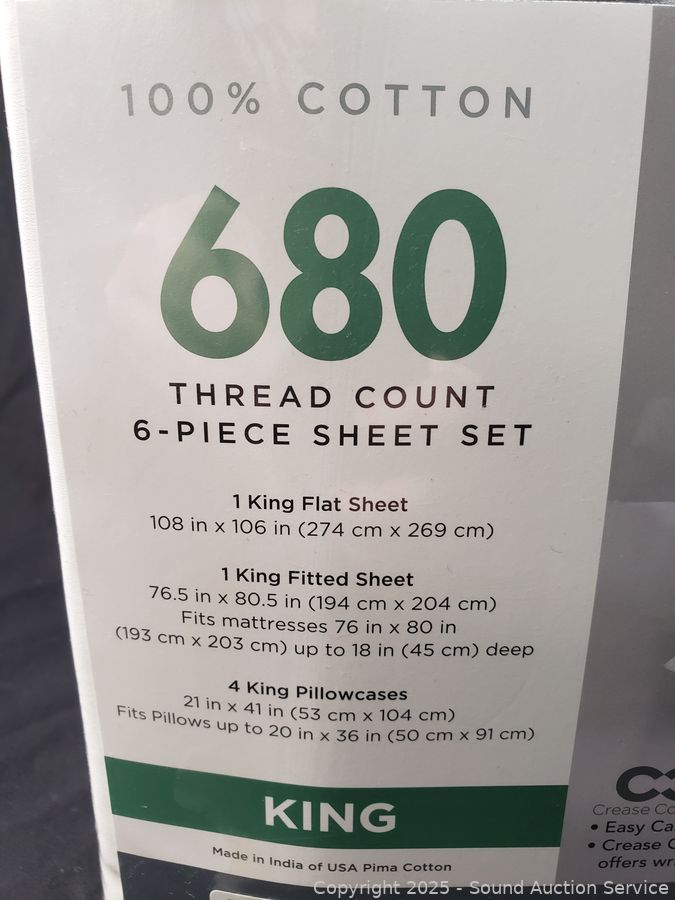 100% COTTON
680
THREAD COUNT
6-PIECE SHEET SET
1 King Flat Sheet
108 in x 106 in (274 cm x 269 cm)
1 King Fitted Sheet
76.5 in x 80.5 in (194 cm x 204 cm)
Fits mattresses 76 in x 80 in
(193 cm x 203 cm) up to 18 in (45 cm) deep
4 King Pillowcases
21 in x 41 in (53 cm x 104 cm)
Fits Pillows up to 20 in x 36 in (50 cm x 91 cm)
KING
Made in India of USA Pima Cotton
Crease
• Easy
• Crease
offers
Copyright 2025 - Sound Auction Service